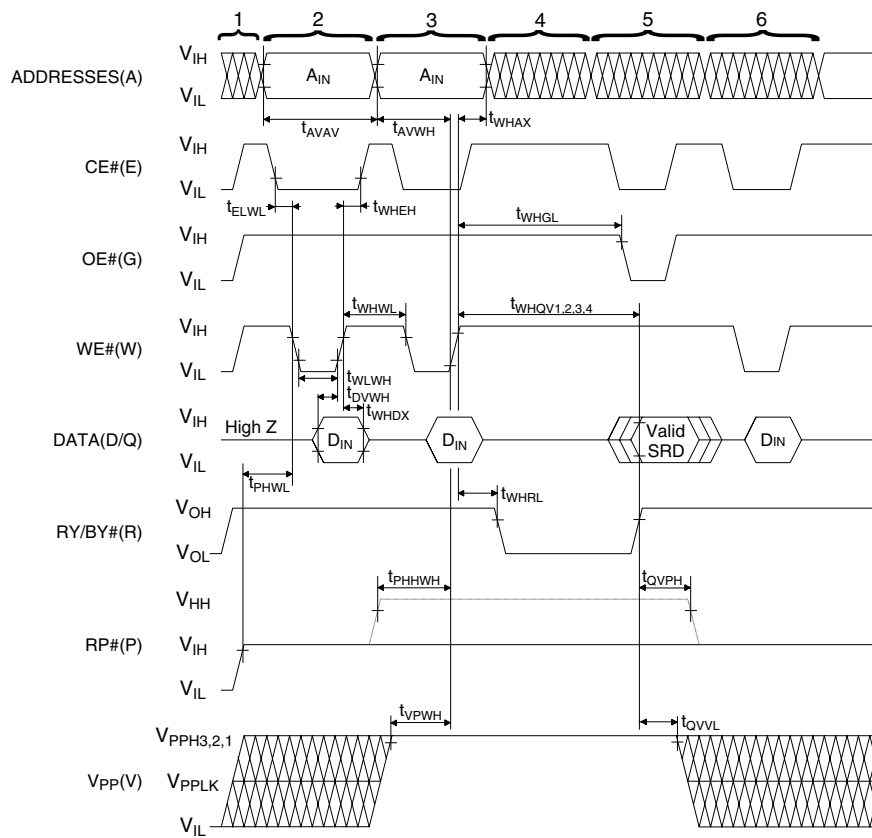 1 2 3 4 5 6
V_IH
ADDRESSES(A) A_IN A_IN
V_IL
t_AVAV t_AVWH t_WHAX
V_IH
CE#(E)
V_IL
t_ELWL t_WHEH t_WHGL
V_IH
OE#(G)
V_IL
t_WHWL t_WHQV1,2,3,4
V_IH
WE#(W)
V_IL
t_WLWH
t_DVWH
t_WHDX
V_IH
High Z
DATA(D/Q) D_IN D_IN Valid SRD D_IN
V_IL
t_PHWL t_WHRL
V_OH
RY/BY#(R)
V_OL
t_PHHWH t_QVPH
V_HH
RP#(P) V_IH
V_IL
t_VPWH t_QVVL
V_PPH3,2,1
V_PP(V) V_PPLK
V_IL